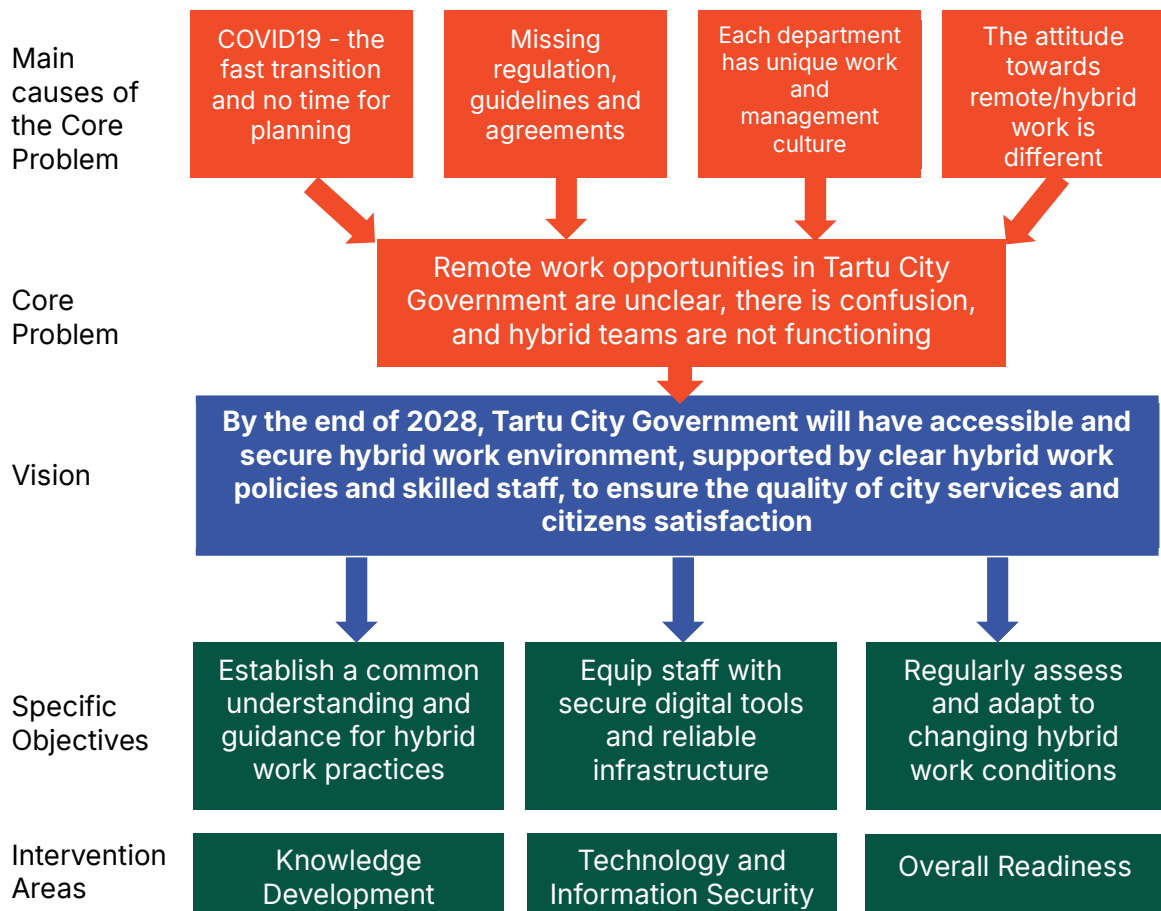 Main
causes of
the Core
Problem
COVID19 - the
fast transition
and no time for
planning
Missing
regulation,
guidelines and
agreements
Each department
has unique work
and
management
culture
The attitude
towards
remote/hybrid
work is
different
Core
Problem
Remote work opportunities in Tartu City
Government are unclear, there is confusion,
and hybrid teams are not functioning
Vision
By the end of 2028, Tartu City Government will have accessible and
secure hybrid work environment, supported by clear hybrid work
policies and skilled staff, to ensure the quality of city services and
citizens satisfaction
Specific
Objectives
Establish a common
understanding and
guidance for hybrid
work practices
Equip staff with
secure digital tools
and reliable
infrastructure
Regularly assess
and adapt to
changing hybrid
work conditions
Intervention
Areas
Knowledge
Development
Technology and
Information Security
Overall Readiness